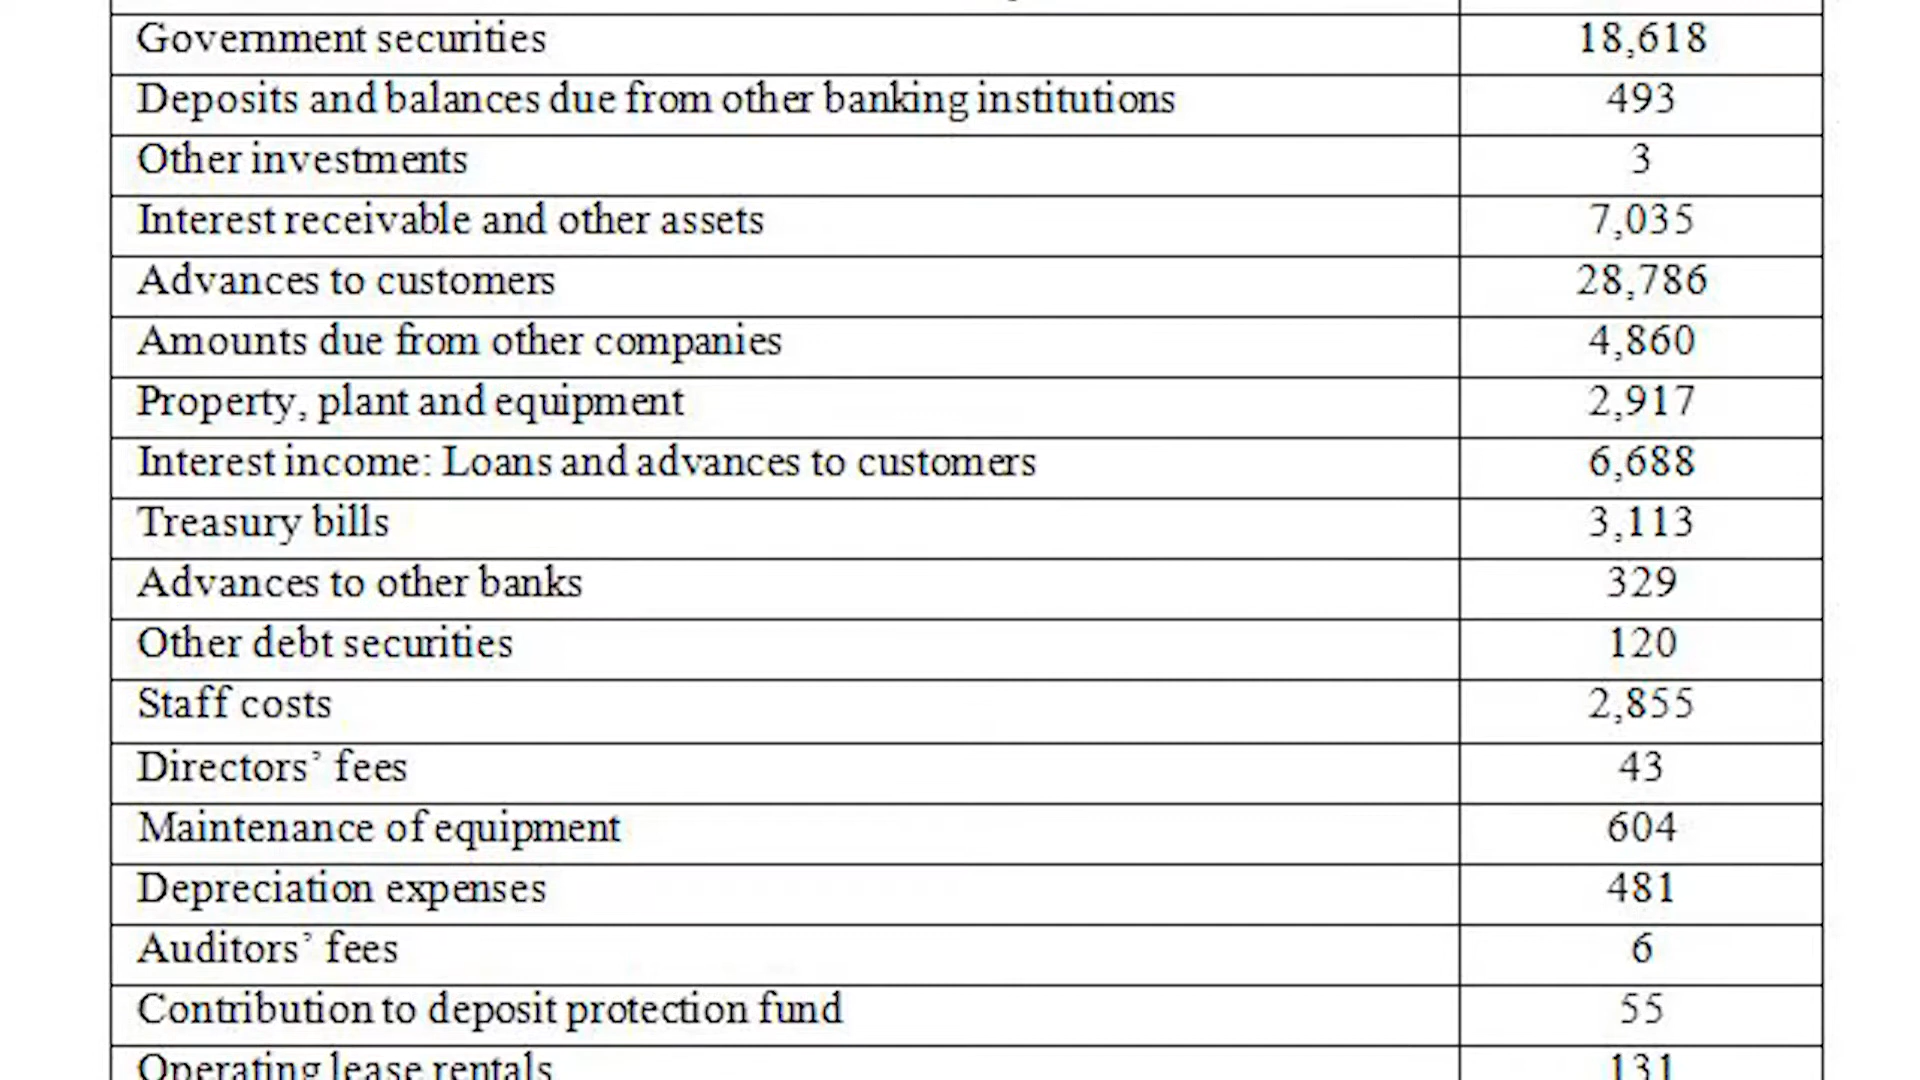 Government securities 18,618
Deposits and balances due from other banking institutions 493
Other investments 3
Interest receivable and other assets 7,035
Advances to customers 28,786
Amounts due from other companies 4,860
Property, plant and equipment 2,917
Interest income: Loans and advances to customers 6,688
Treasury bills 3,113
Advances to other banks 329
Other debt securities 120
Staff costs 2,855
Directors’ fees 43
Maintenance of equipment 604
Depreciation expenses 481
Auditors’ fees 6
Contribution to deposit protection fund 55
Operating lease rentals 131